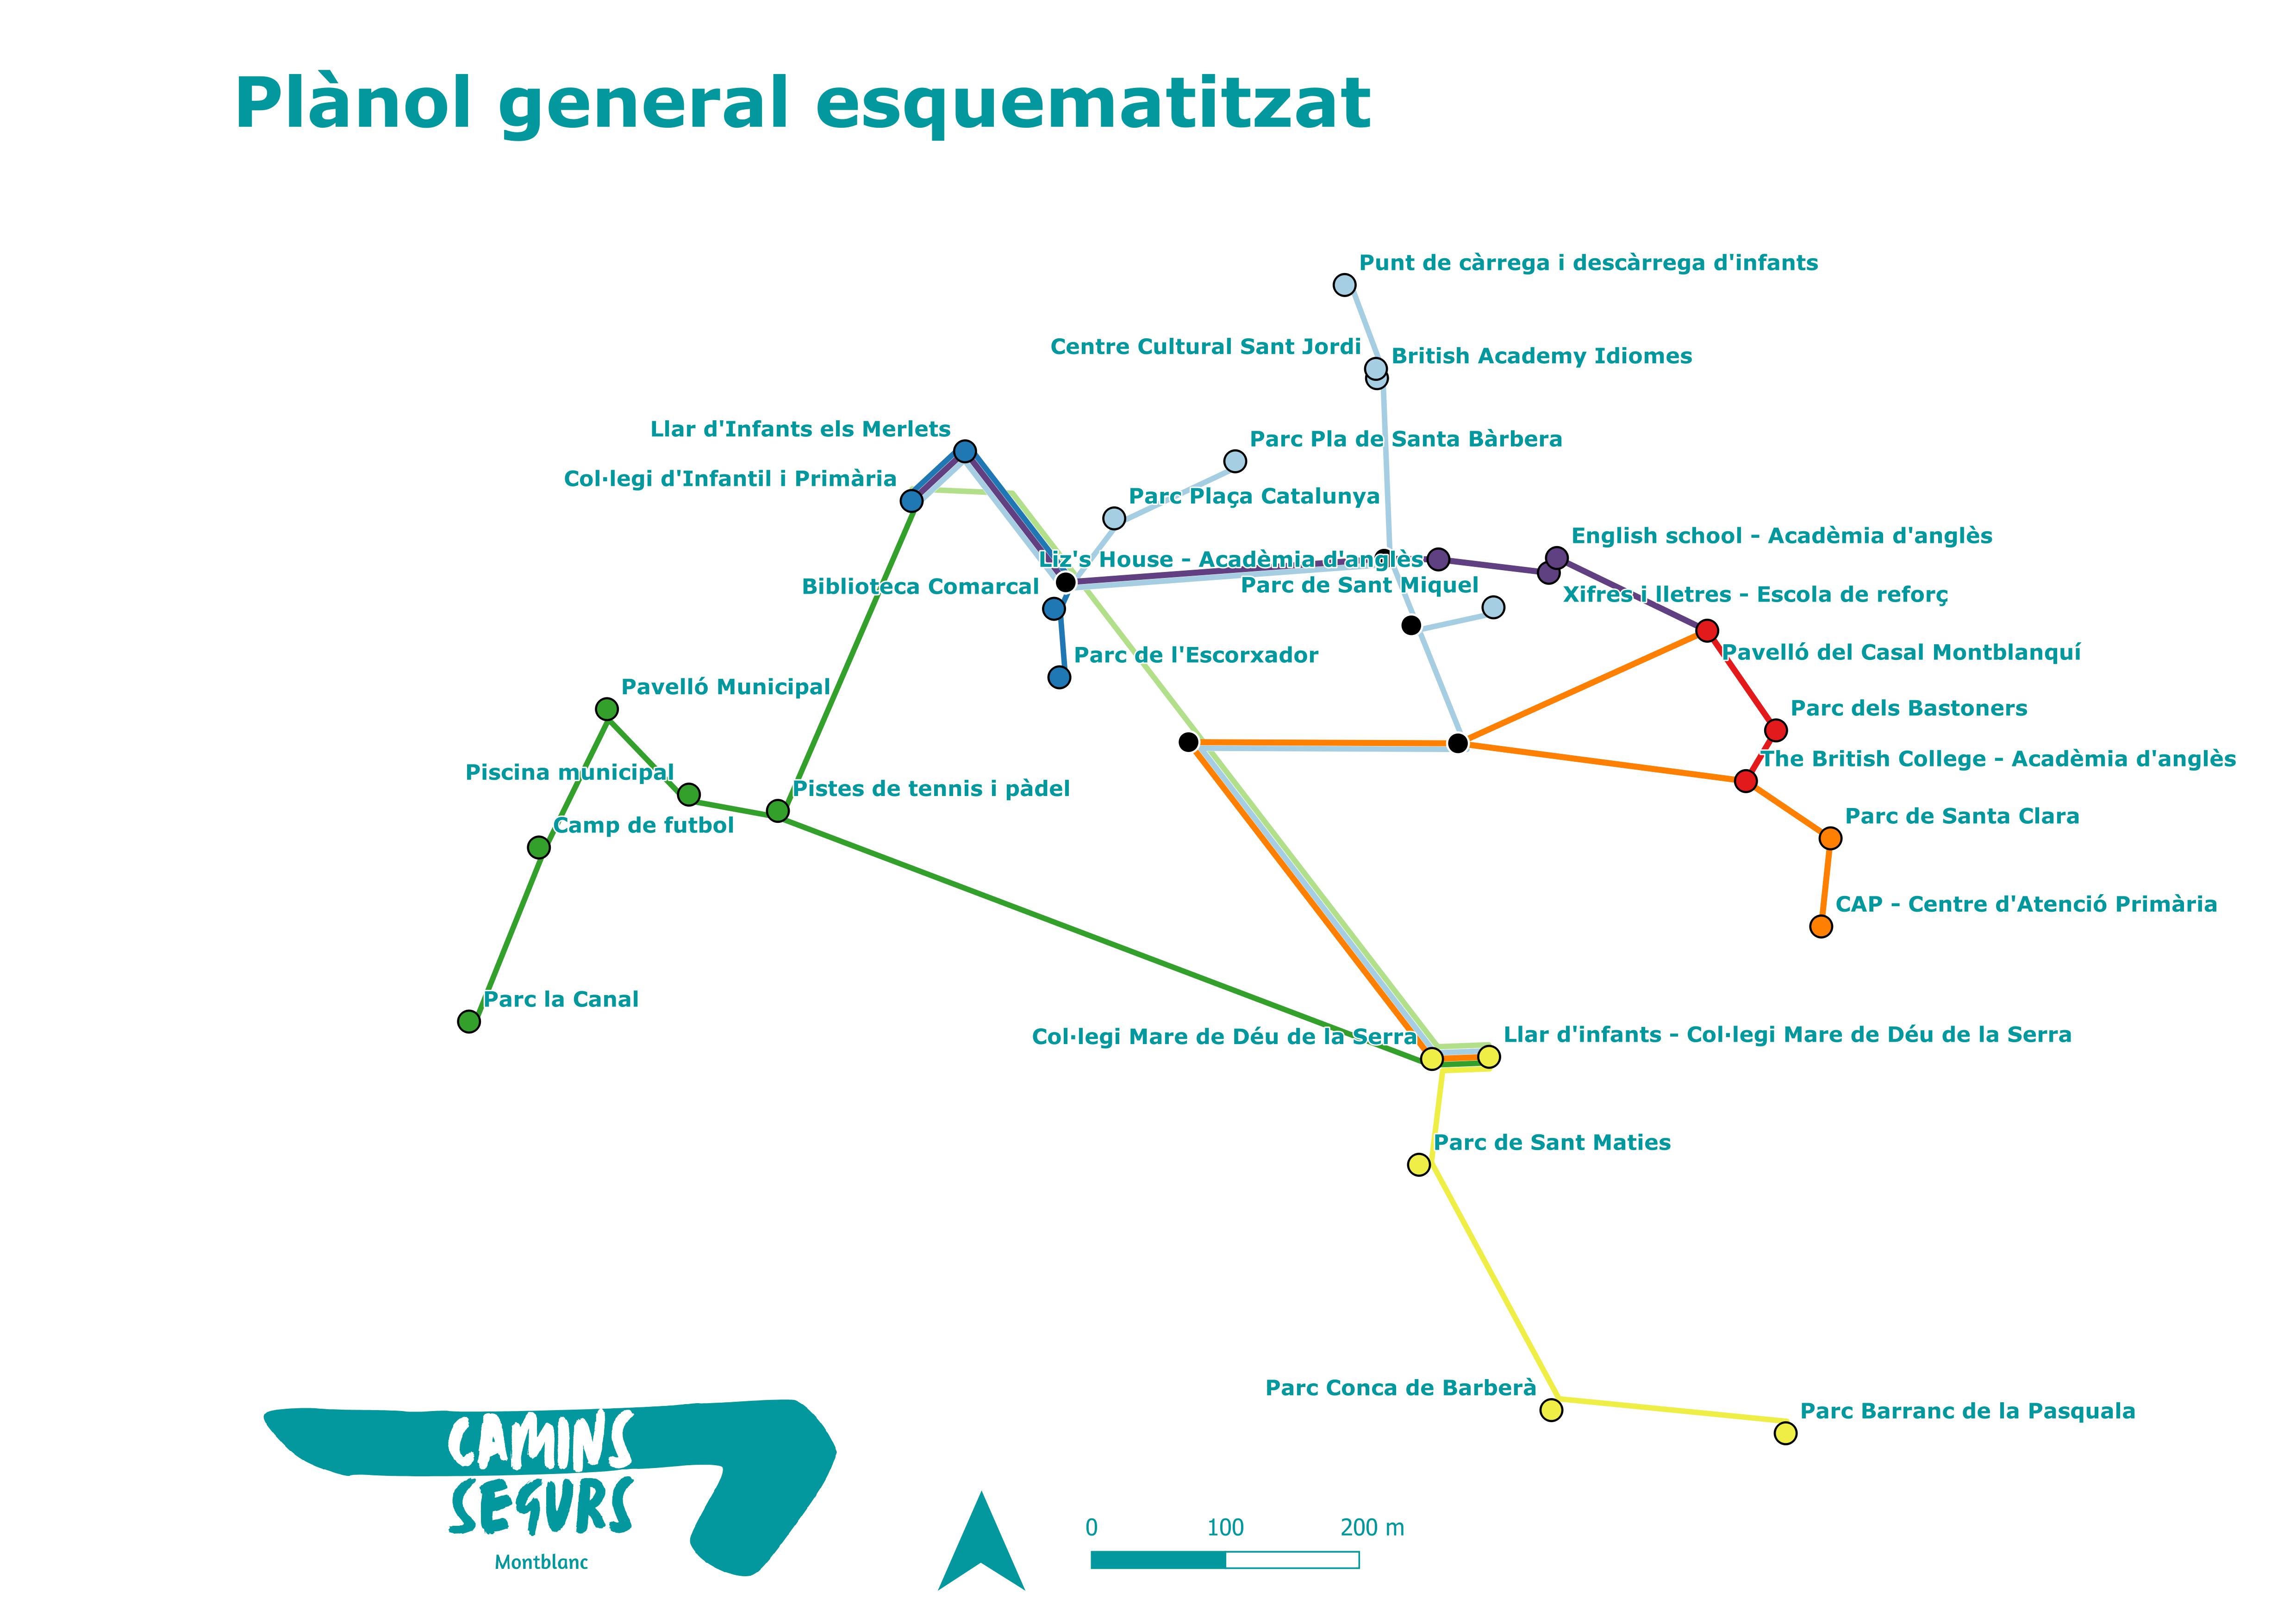 Plànol general esquematitzat
Punt de càrrega i descàrrega d'infants
Centre Cultural Sant Jordi
British Academy Idiomes
Llar d'Infants els Merlets
Parc Pla de Santa Bàrbera
Col·legi d'Infantil i Primària
Parc Plaça Catalunya
English school - Acadèmia d'anglès
Liz's House - Acadèmia d'anglès
Biblioteca Comarcal
Parc de Sant Miquel
Xifres i lletres - Escola de reforç
Parc de l'Escorxador
Pavelló del Casal Montblanquí
Pavelló Municipal
Parc dels Bastoners
The British College - Acadèmia d'anglès
Piscina municipal
Pistes de tennis i pàdel
Parc de Santa Clara
Camp de futbol
CAP - Centre d'Atenció Primària
Parc la Canal
Col·legi Mare de Déu de la Serra
Llar d'infants - Col·legi Mare de Déu de la Serra
Parc de Sant Maties
Parc Conca de Barberà
Parc Barranc de la Pasquala
CAMINS
SEGURS
Montblanc
0 100 200 m